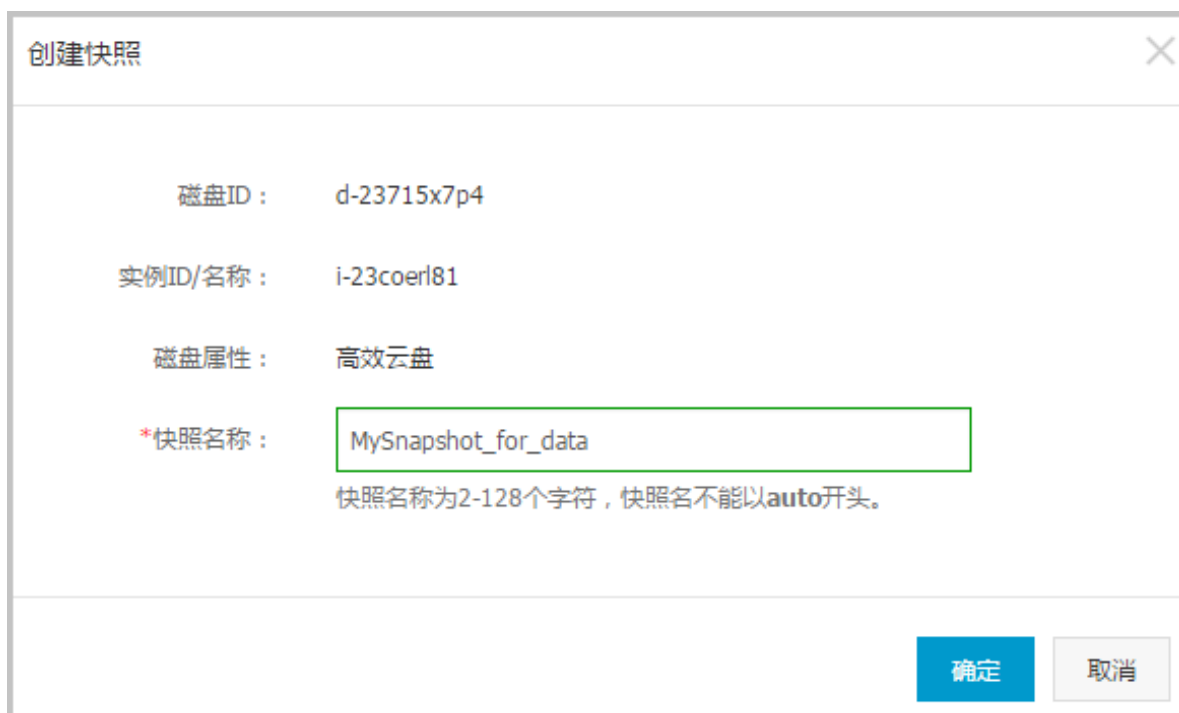 创建快照
磁盘ID： d-23715x7p4
实例ID/名称： i-23coerl81
磁盘属性： 高效云盘
*快照名称： MySnapshot_for_data
快照名称为2-128个字符，快照名不能以auto开头。
确定 取消